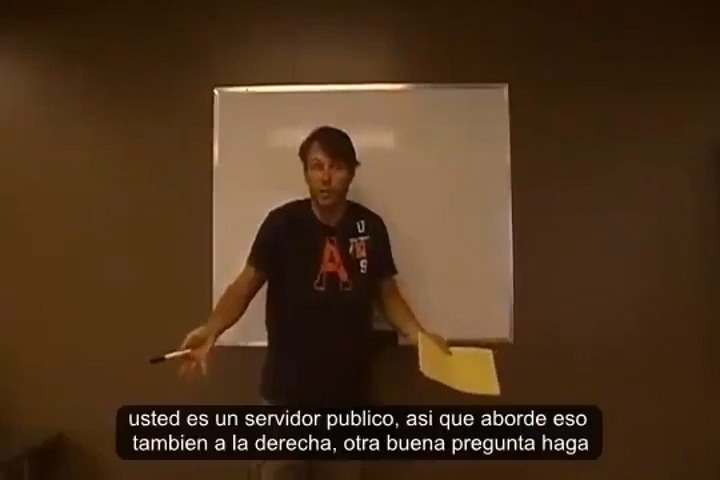 A
U
S
usted es un servidor publico, asi que aborde eso
tambien a la derecha, otra buena pregunta haga